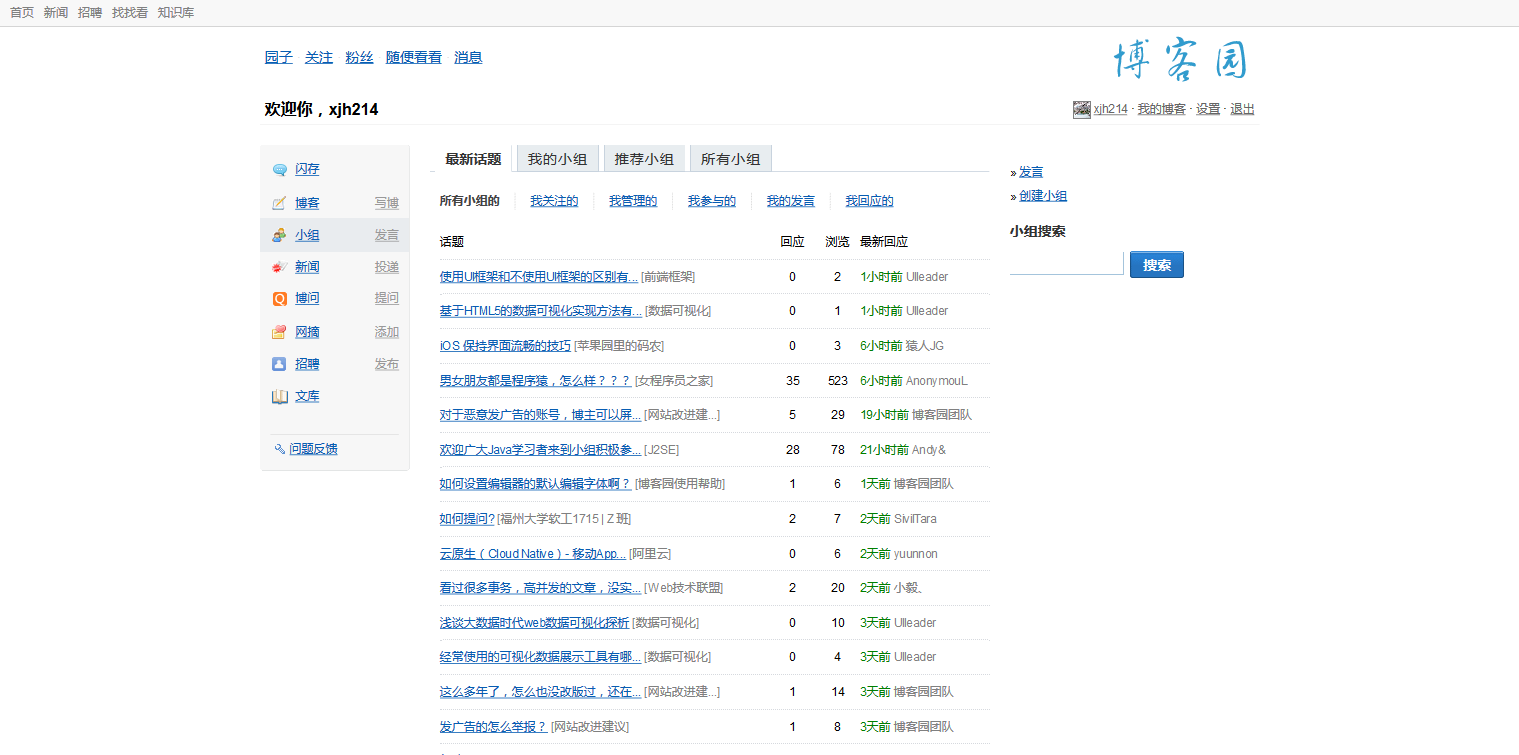 首页 新闻 招聘 找找看 知识库
园子 关注 粉丝 随便看看 消息
博客园
欢迎你，xjh214
xjh214 · 我的博客 · 设置 · 退出
闪存
博客 写博
小组 发言
新闻 投递
博问 提问
网摘 添加
招聘 发布
文库
问题反馈
最新话题 我的小组 推荐小组 所有小组
所有小组的 我关注的 我管理的 我参与的 我的发言 我回应的
话题 回应 浏览 最新回应
使用UI框架和不使用UI框架的区别有... [前端框架] 0 2 1小时前 UIleader
基于HTML5的数据可视化实现方法有... [数据可视化] 0 1 1小时前 UIleader
iOS 保持界面流畅的技巧 [苹果园里的码农] 0 3 6小时前 猿人JG
男女朋友都是程序猿，怎么样？？？ [女程序员之家] 35 523 6小时前 AnonymouL
对于恶意发广告的账号，博主可以屏... [网站改进建...] 5 29 19小时前 博客园团队
欢迎广大Java学习者来到小组积极参... [J2SE] 28 78 21小时前 Andy&
如何设置编辑器的默认编辑字体啊？ [博客园使用帮助] 1 6 1天前 博客园团队
如何提问? [福州大学软工1715 | Z 班] 2 7 2天前 SivilTara
云原生（Cloud Native）- 移动App... [阿里云] 0 6 2天前 yuunnon
看过很多事务，高并发的文章，没实... [Web技术联盟] 2 20 2天前 小毅、
浅谈大数据时代web数据可视化探析 [数据可视化] 0 10 3天前 UIleader
经常使用的可视化数据展示工具有哪... [数据可视化] 0 4 3天前 UIleader
这么多年了，怎么也没改版过，还在... [网站改进建...] 1 14 3天前 博客园团队
发广告的怎么举报？ [网站改进建议] 1 8 3天前 博客园团队
» 发言
» 创建小组
小组搜索
搜索